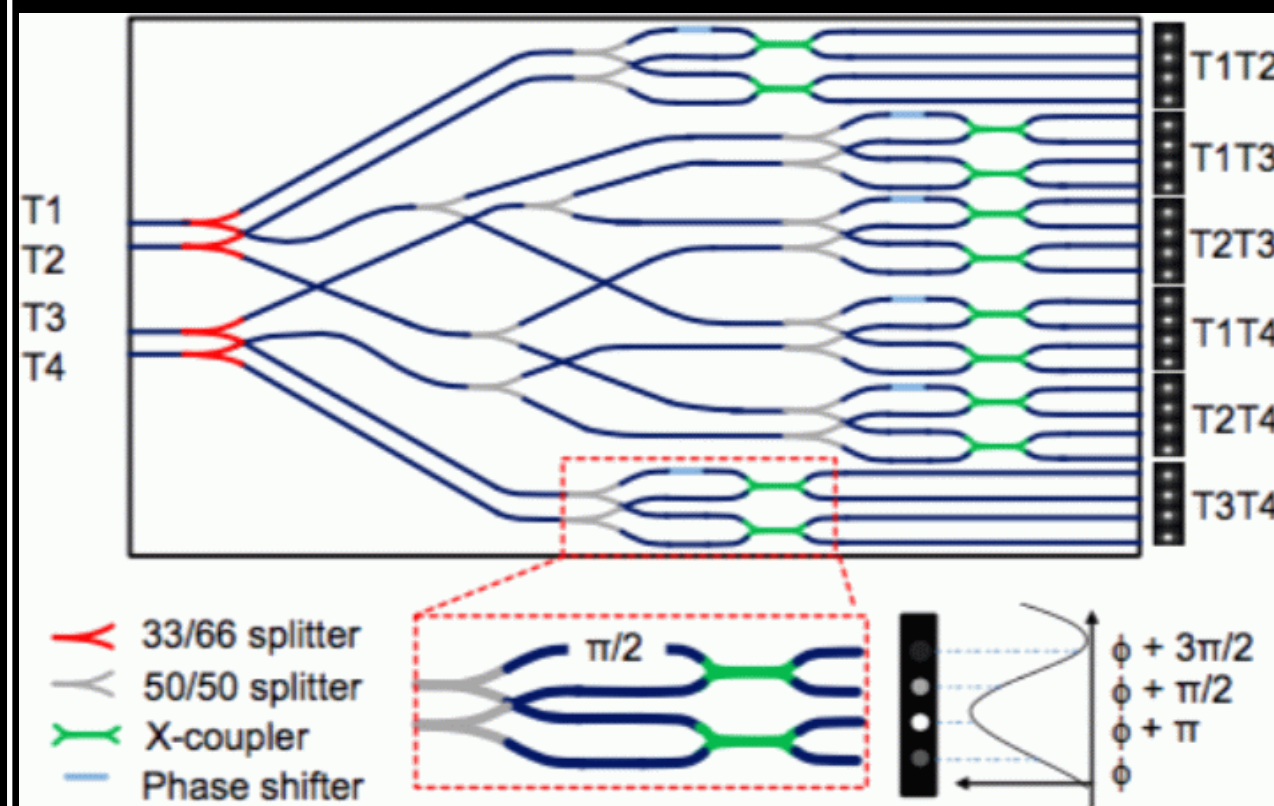 T1
T2
T3
T4
T1T2
T1T3
T2T3
T1T4
T2T4
T3T4
33/66 splitter
50/50 splitter
X-coupler
Phase shifter
π/2
ϕ + 3π/2
ϕ + π/2
ϕ + π
ϕ